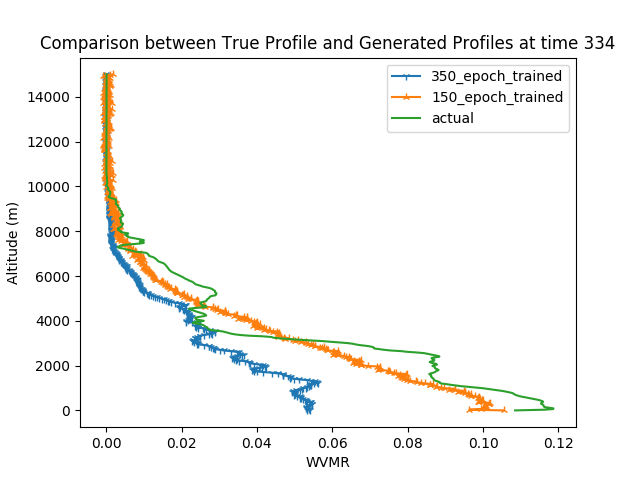 Comparison between True Profile and Generated Profiles at time 334
350_epoch_trained
150_epoch_trained
actual
Altitude (m)
14000
12000
10000
8000
6000
4000
2000
0
0.00 0.02 0.04 0.06 0.08 0.10 0.12
WVMR